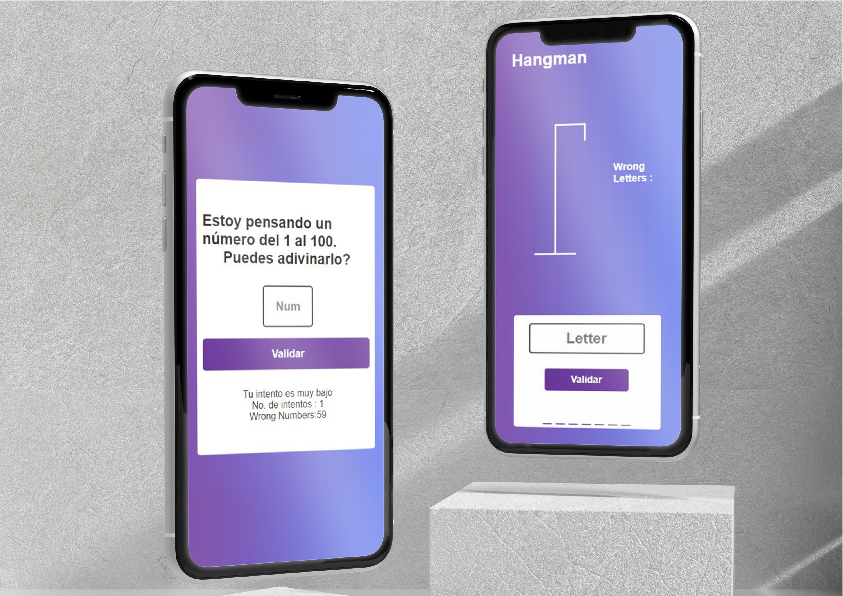 Estoy pensando un
número del 1 al 100.
Puedes adivinarlo?
Num
Validar
Tu intento es muy bajo
No. de intentos : 1
Wrong Numbers:59
Hangman
Wrong
Letters :
Letter
Validar
_ _ _ _ _ _ _ _